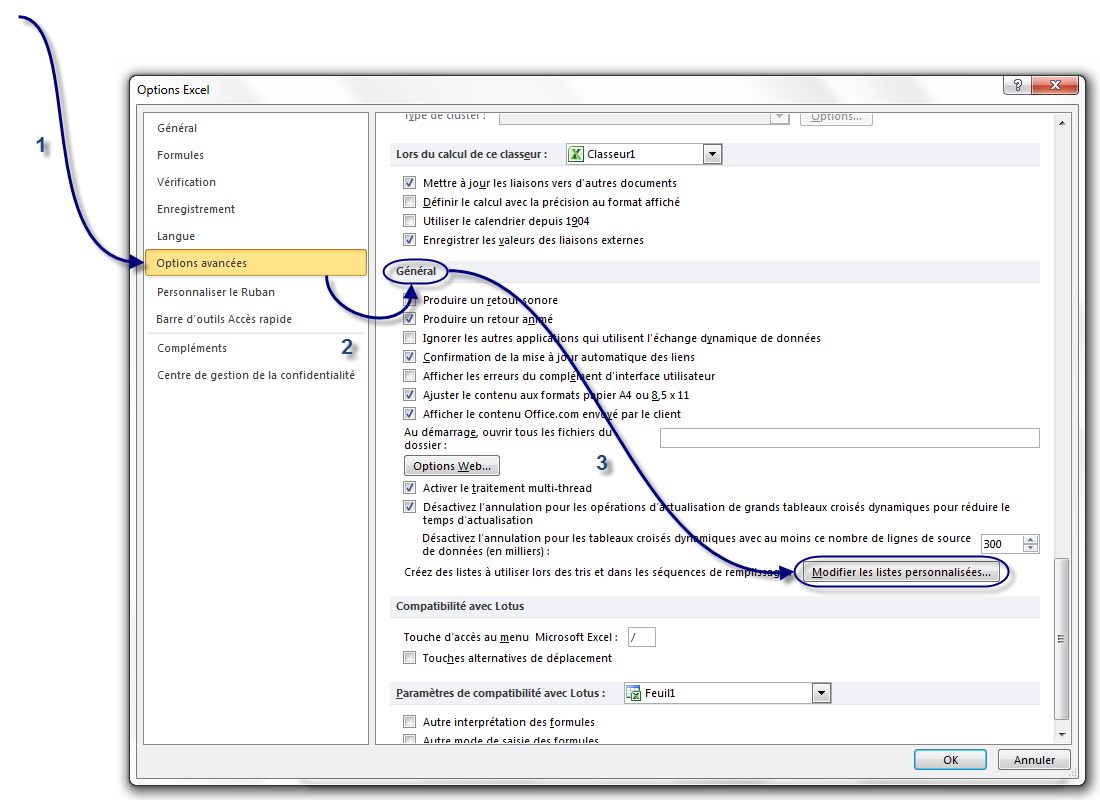 Options Excel
1
Général
Formules
Vérification
Enregistrement
Langue
Options avancées
Personnaliser le Ruban
Barre d'outils Accès rapide
2
Compléments
Centre de gestion de la confidentialité
Type de cluster :
Options...
Lors du calcul de ce classeur : Classeur1
Mettre à jour les liaisons vers d'autres documents
Définir le calcul avec la précision au format affiché
Utiliser le calendrier depuis 1904
Enregistrer les valeurs des liaisons externes
Général
Produire un retour sonore
Produire un retour animé
Ignorer les autres applications qui utilisent l'échange dynamique de données
Confirmation de la mise à jour automatique des liens
Afficher les erreurs du complément d'interface utilisateur
Ajuster le contenu aux formats papier A4 ou 8,5 x 11
Afficher le contenu Office.com envoyé par le client
Au démarrage, ouvrir tous les fichiers du
dossier :
3
Options Web...
Activer le traitement multi-thread
Désactivez l'annulation pour les opérations d'actualisation de grands tableaux croisés dynamiques pour réduire le
temps d'actualisation
Désactivez l'annulation pour les tableaux croisés dynamiques avec au moins ce nombre de lignes de source
de données (en milliers) :
300
Créez des listes à utiliser lors des tris et dans les séquences de remplissage
Modifier les listes personnalisées...
Compatibilité avec Lotus
Touche d'accès au menu Microsoft Excel : /
Touches alternatives de déplacement
Paramètres de compatibilité avec Lotus : Feuil1
Autre interprétation des formules
Autre mode de saisie des formules
OK
Annuler